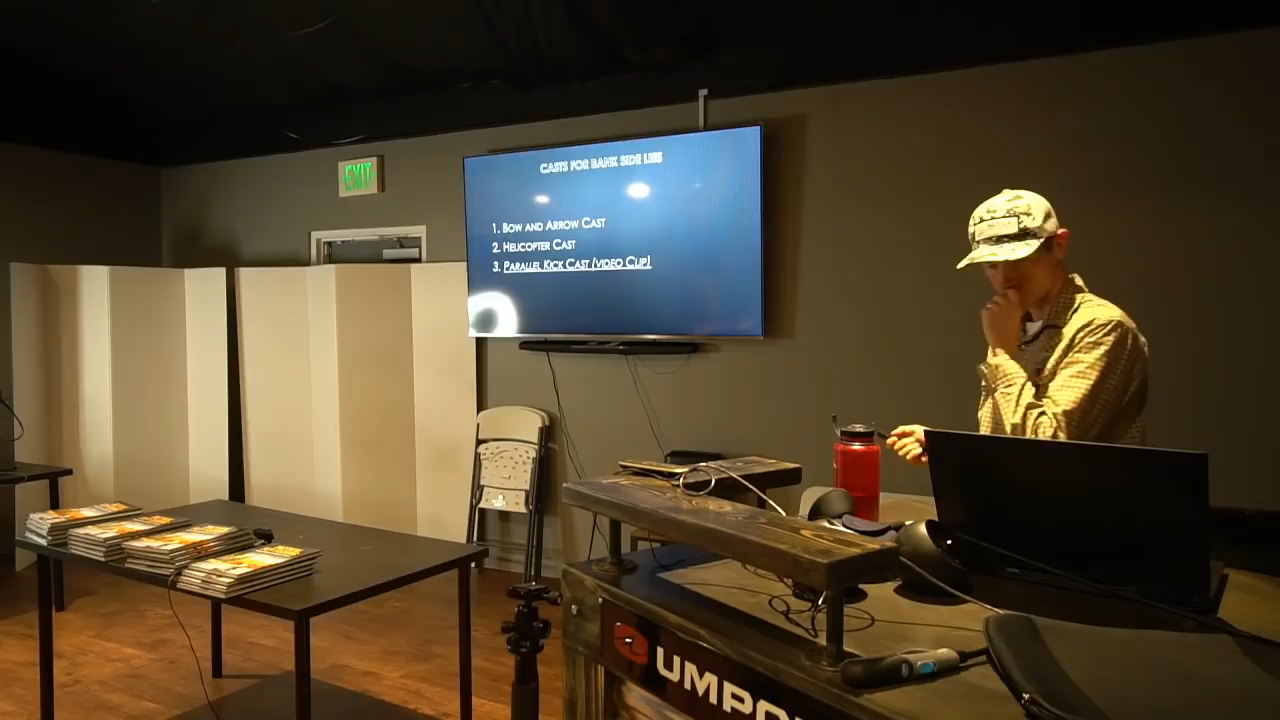 EXIT
CASTS FOR BANK SIDE LIES
1. BOW AND ARROW CAST
2. HELICOPTER CAST
3. PARALLEL KICK CAST (VIDEO CLIP)